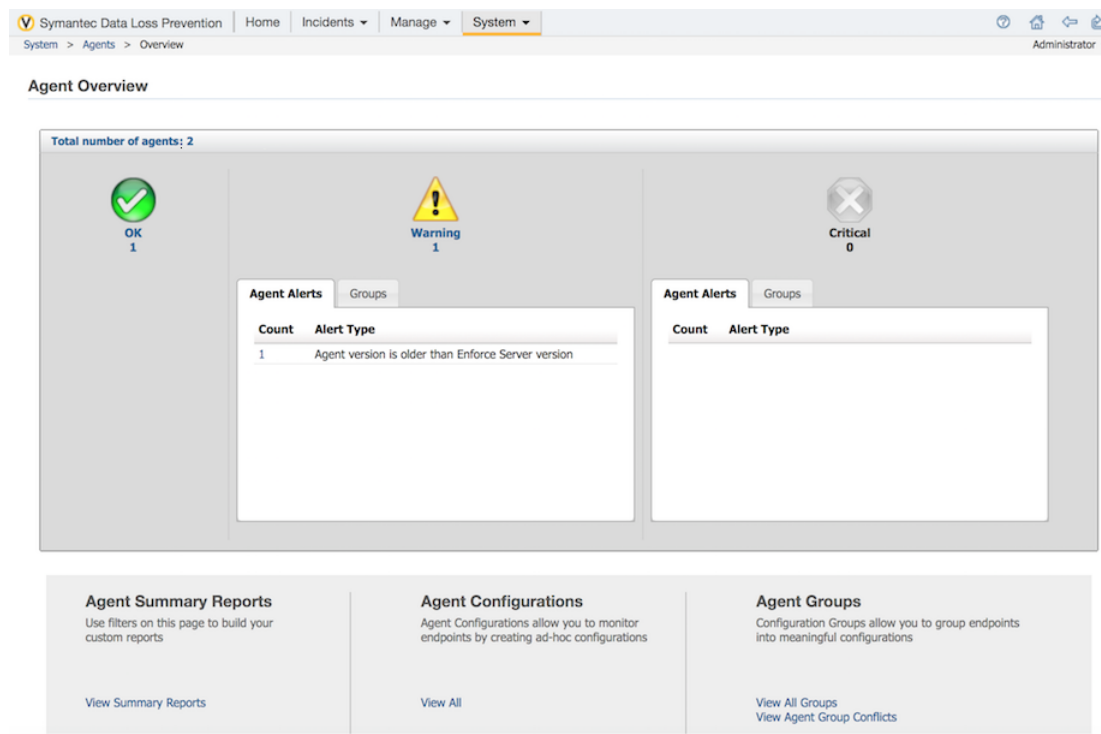 Symantec Data Loss Prevention Home Incidents Manage System
System > Agents > Overview Administrator
Agent Overview
Total number of agents: 2
OK
1
Warning
1
Critical
0
Agent Alerts Groups
Count Alert Type
1 Agent version is older than Enforce Server version
Agent Alerts Groups
Count Alert Type
Agent Summary Reports
Use filters on this page to build your
custom reports
View Summary Reports
Agent Configurations
Agent Configurations allow you to monitor
endpoints by creating ad-hoc configurations
View All
Agent Groups
Configuration Groups allow you to group endpoints
into meaningful configurations
View All Groups
View Agent Group Conflicts